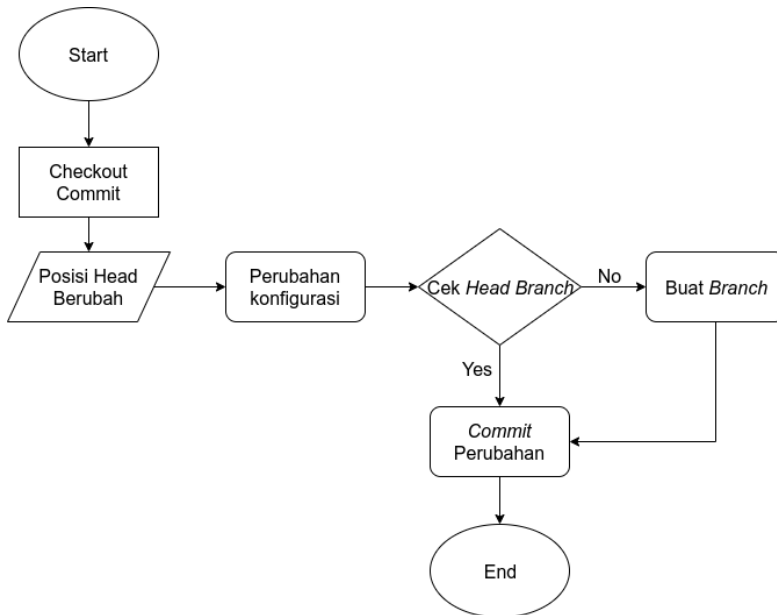 Start
Checkout
Commit
Posisi Head
Berubah
Perubahan
konfigurasi
Cek Head Branch
No
Buat Branch
Yes
Commit
Perubahan
End